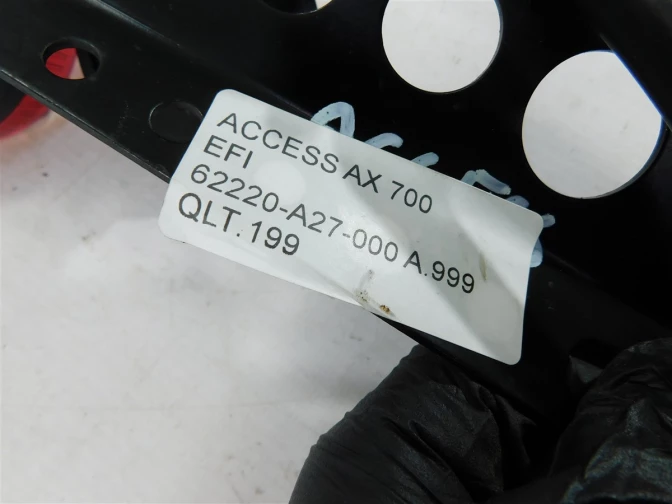 ACCESS AX 700
EFI
62220-A27-000 A.999
QLT. 199